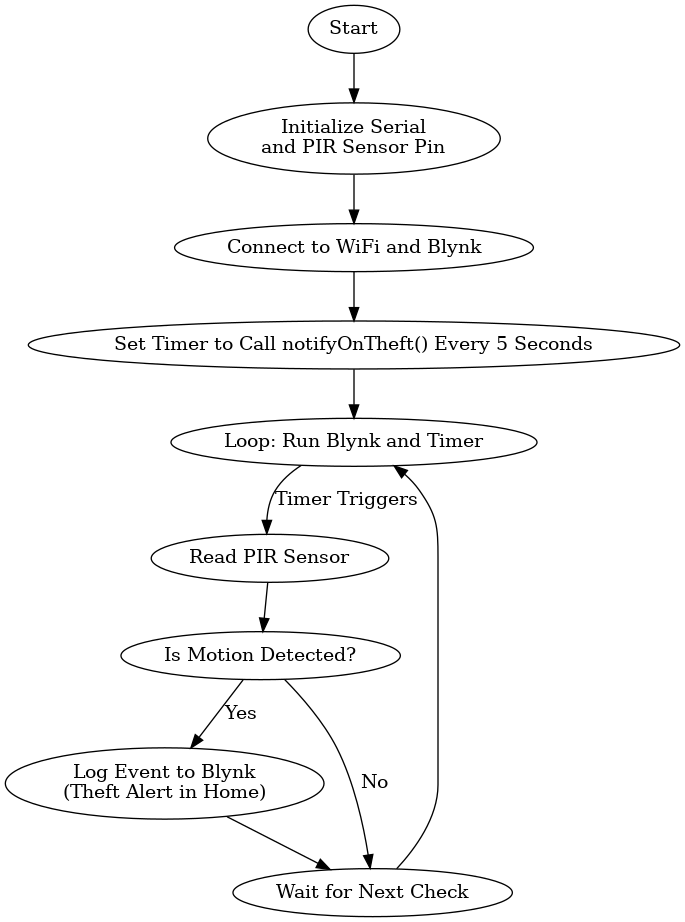 Start
Initialize Serial
and PIR Sensor Pin
Connect to WiFi and Blynk
Set Timer to Call notifyOnTheft() Every 5 Seconds
Loop: Run Blynk and Timer
Timer Triggers
Read PIR Sensor
Is Motion Detected?
Yes
Log Event to Blynk
(Theft Alert in Home)
No
Wait for Next Check